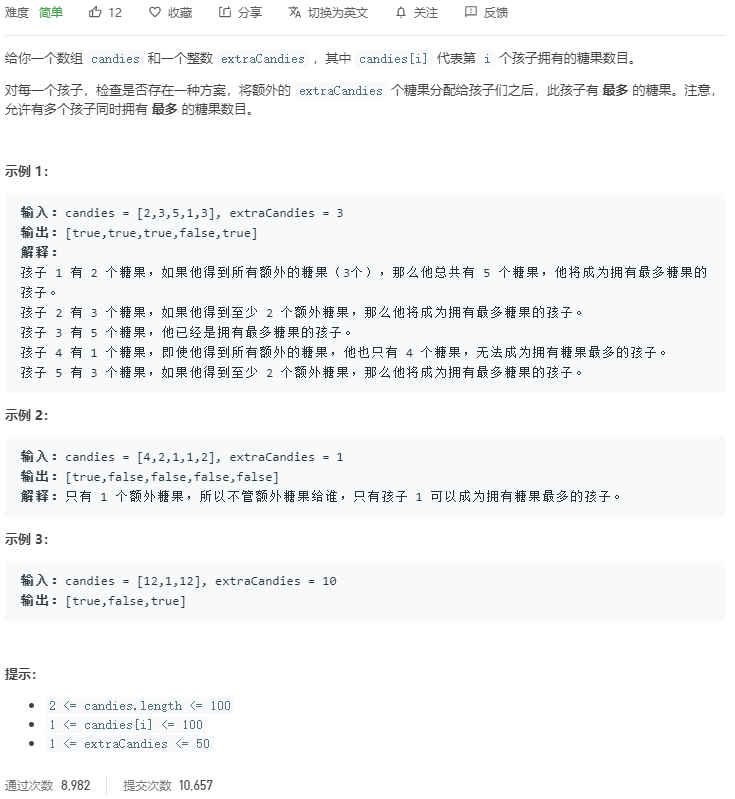 难度 简单 12 收藏 分享 切换为英文 关注 反馈
给你一个数组 candies 和一个整数 extraCandies ，其中 candies[i] 代表第 i 个孩子拥有的糖果数目。
对每一个孩子，检查是否存在一种方案，将额外的 extraCandies 个糖果分配给孩子们之后，此孩子有 最多 的糖果。注意，
允许有多个孩子同时拥有 最多 的糖果数目。
示例 1：
输入：candies = [2,3,5,1,3], extraCandies = 3
输出：[true,true,true,false,true]
解释：
孩子 1 有 2 个糖果，如果他得到所有额外的糖果（3个），那么他总共有 5 个糖果，他将成为拥有最多糖果的
孩子。
孩子 2 有 3 个糖果，如果他得到至少 2 个额外糖果，那么他将成为拥有最多糖果的孩子。
孩子 3 有 5 个糖果，他已经是拥有最多糖果的孩子。
孩子 4 有 1 个糖果，即使他得到所有额外的糖果，他也只有 4 个糖果，无法成为拥有糖果最多的孩子。
孩子 5 有 3 个糖果，如果他得到至少 2 个额外糖果，那么他将成为拥有最多糖果的孩子。
示例 2：
输入：candies = [4,2,1,1,2], extraCandies = 1
输出：[true,false,false,false,false]
解释：只有 1 个额外糖果，所以不管额外糖果给谁，只有孩子 1 可以成为拥有糖果最多的孩子。
示例 3：
输入：candies = [12,1,12], extraCandies = 10
输出：[true,false,true]
提示：
• 2 <= candies.length <= 100
• 1 <= candies[i] <= 100
• 1 <= extraCandies <= 50
通过次数 8,982 提交次数 10,657